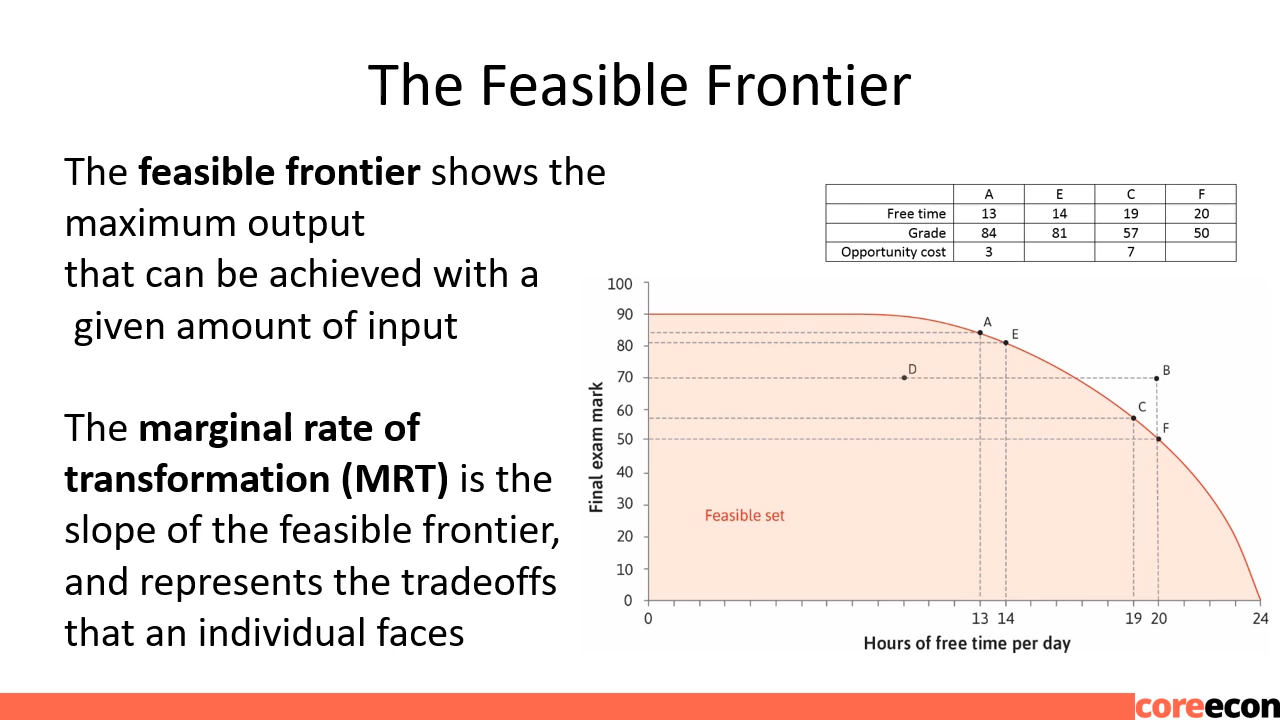 The Feasible Frontier
The feasible frontier shows the
maximum output
that can be achieved with a
given amount of input
The marginal rate of
transformation (MRT) is the
slope of the feasible frontier,
and represents the tradeoffs
that an individual faces
A E C F
Free time 13 14 19 20
Grade 84 81 57 50
Opportunity cost 3 7
100
90
80
70
60
50
40
30
20
10
0
Final exam mark
A
E
D
B
C
F
Feasible set
0 13 14 19 20 24
Hours of free time per day
coreecon